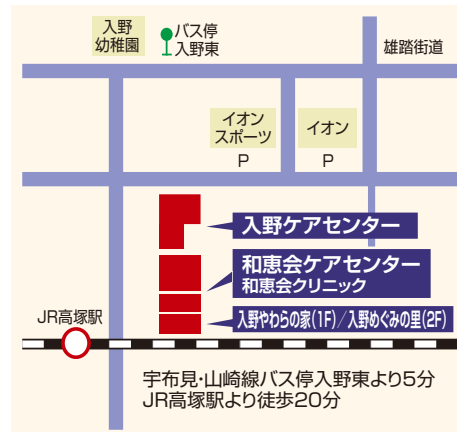 入野
幼稚園
バス停
入野東
雄踏街道
イオン
スポーツ
P
イオン
P
入野ケアセンター
和恵会ケアセンター
和恵会クリニック
入野やわらの家(1F)/入野めぐみの里(2F)
JR高塚駅
宇布見・山崎線バス停入野東より5分
JR高塚駅より徒歩20分